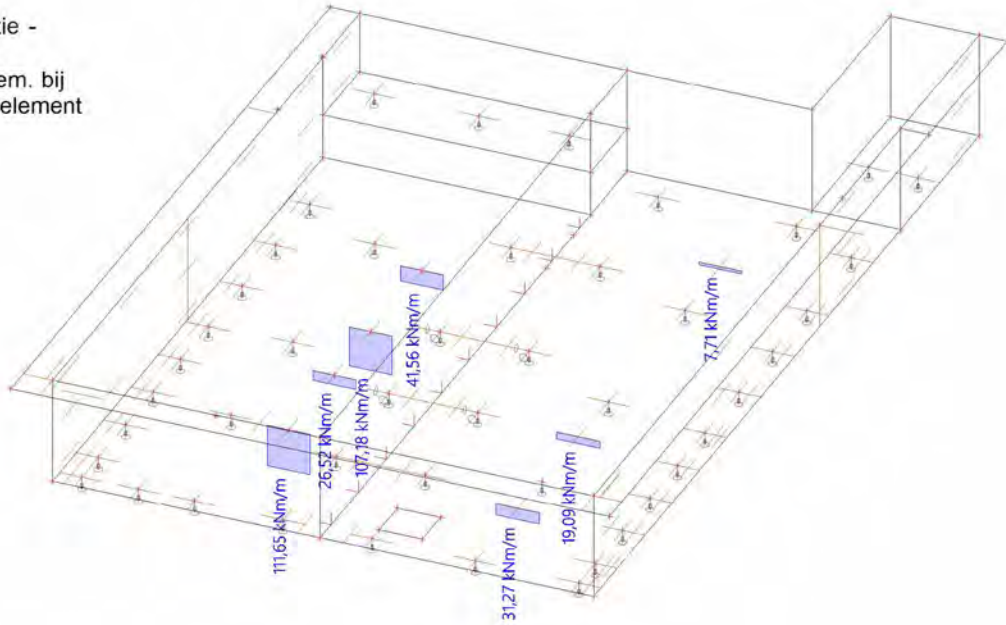 tie -
em. bij
element
41,56 kNm/m
7,71 kNm/m
26,52 kNm/m
107,18 kNm/m
19,09 kNm/m
111,65 kNm/m
31,27 kNm/m